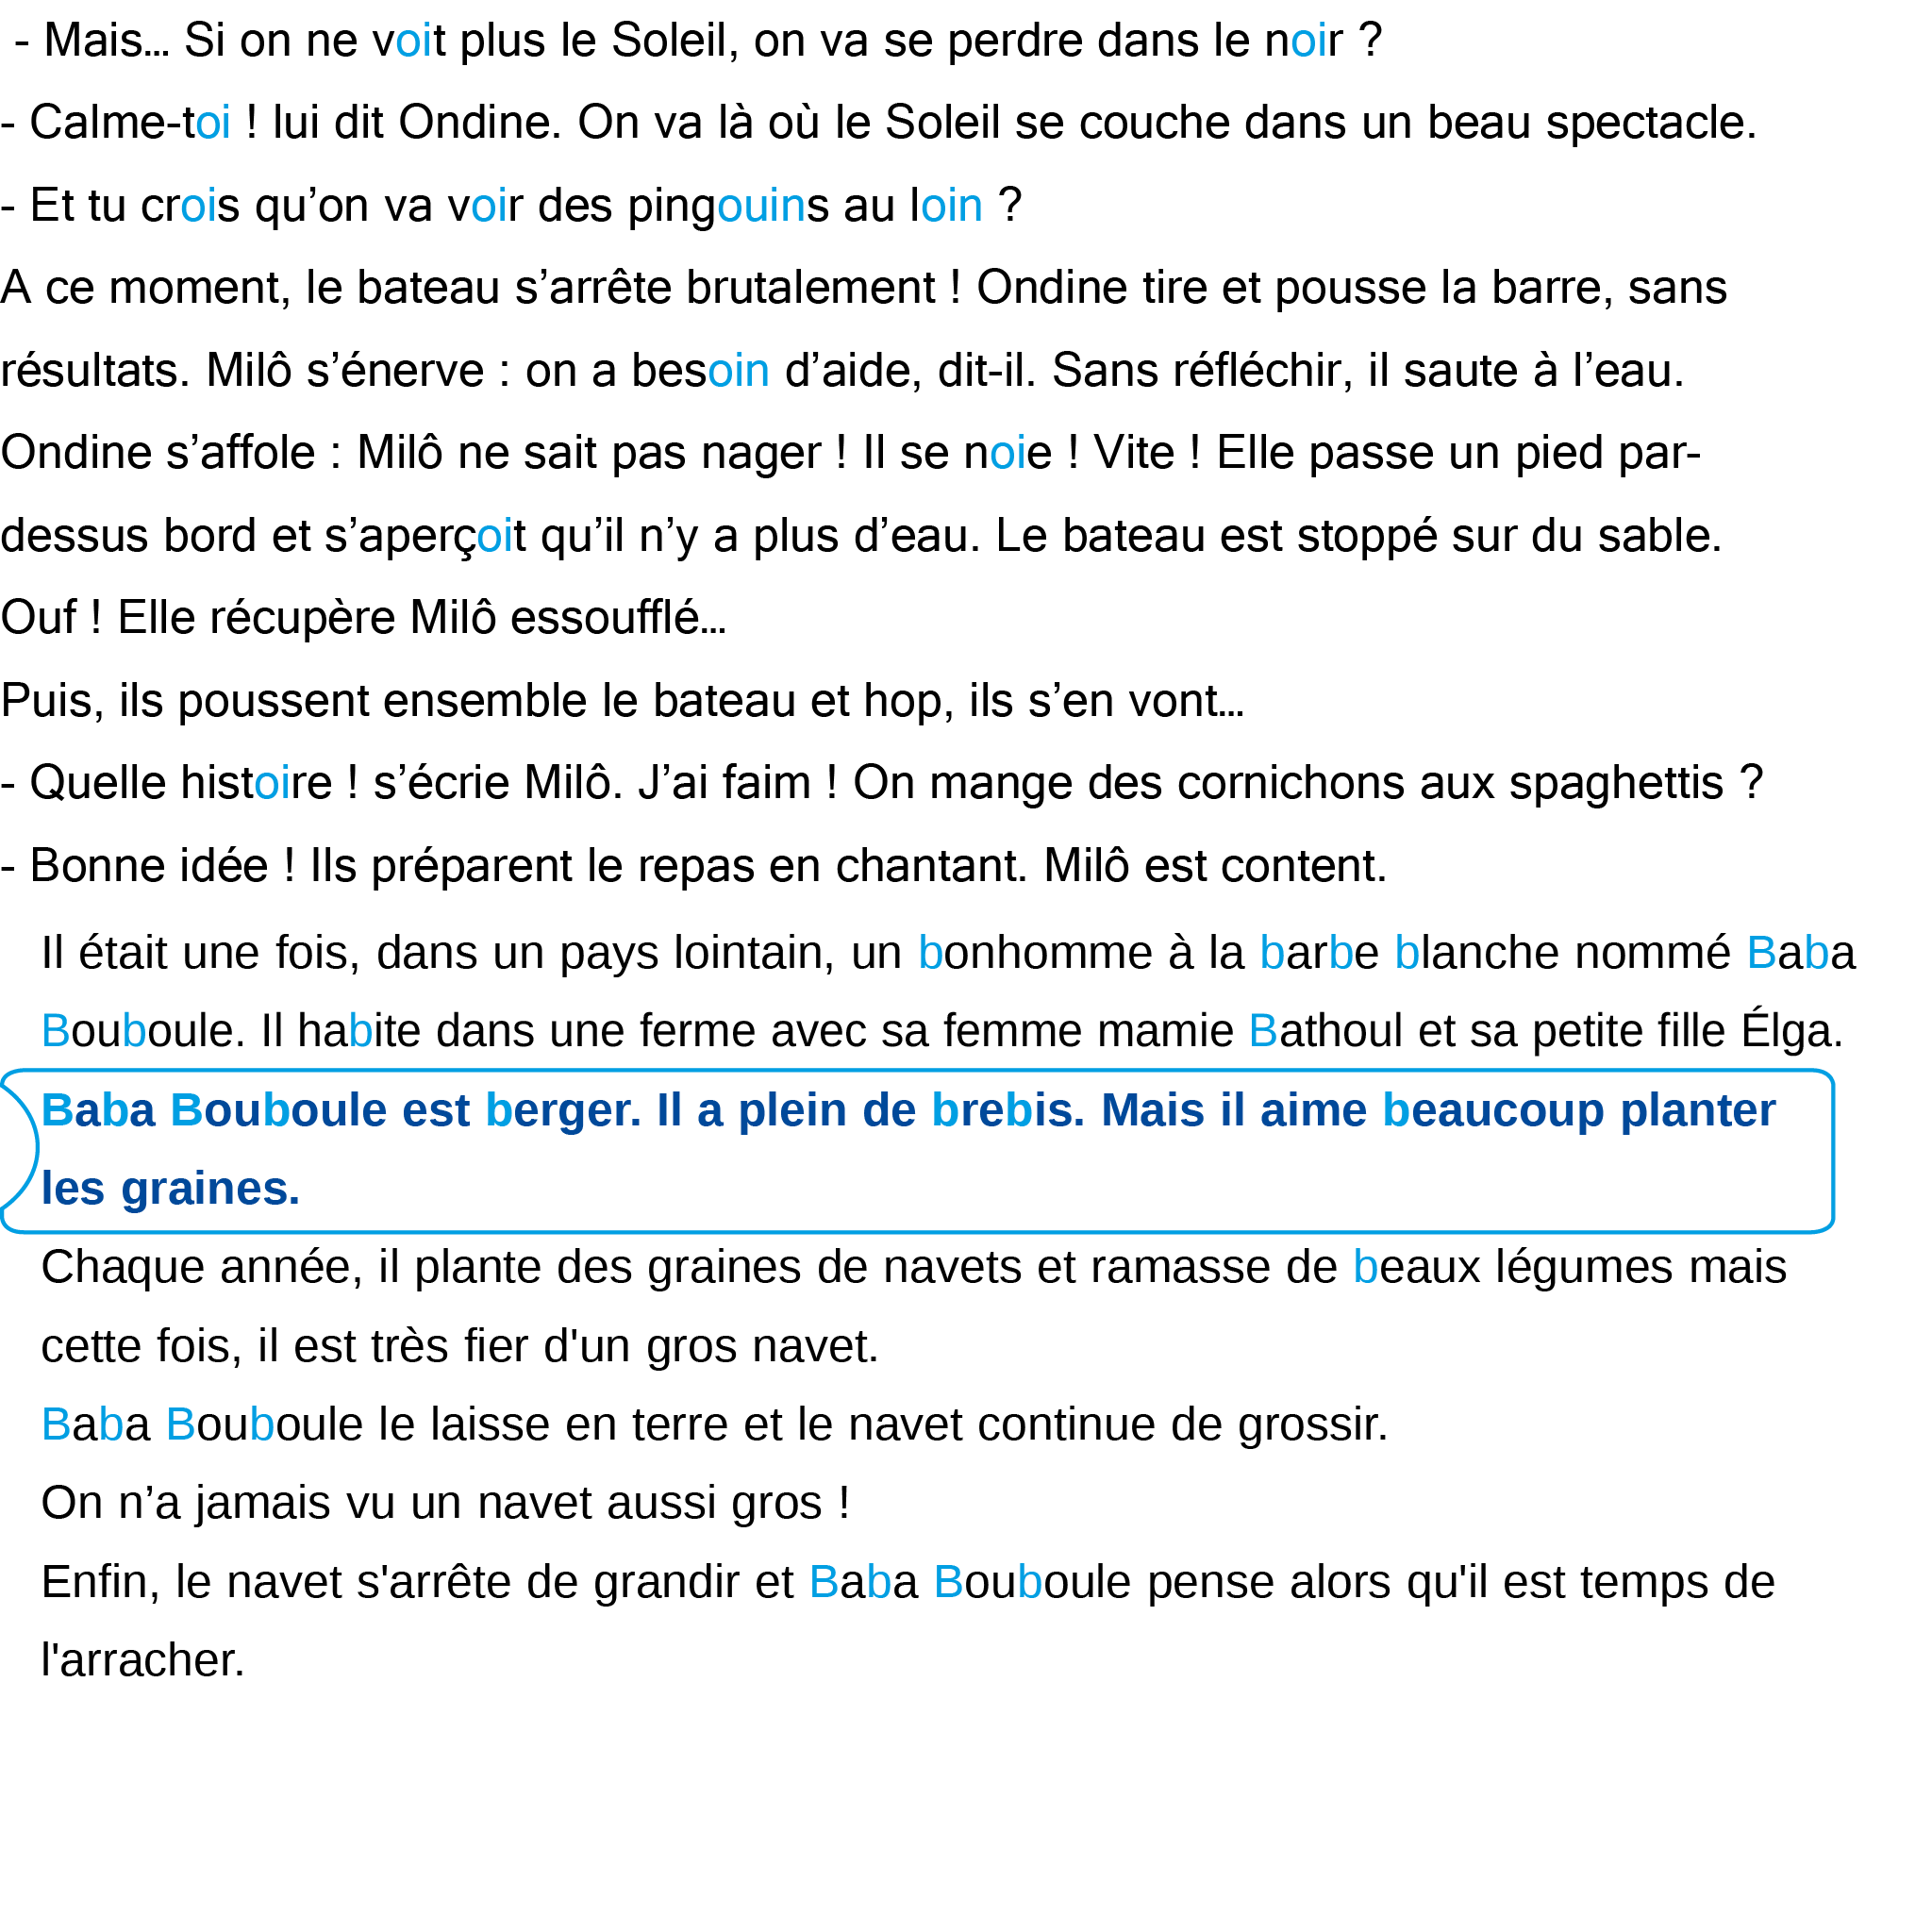 - Mais… Si on ne voit plus le Soleil, on va se perdre dans le noir ?
- Calme-toi ! lui dit Ondine. On va là où le Soleil se couche dans un beau spectacle.
- Et tu crois qu’on va voir des pingouins au loin ?
A ce moment, le bateau s’arrête brutalement ! Ondine tire et pousse la barre, sans
résultats. Milô s’énerve : on a besoin d’aide, dit-il. Sans réfléchir, il saute à l’eau.
Ondine s’affole : Milô ne sait pas nager ! Il se noie ! Vite ! Elle passe un pied par-
dessus bord et s’aperçoit qu’il n’y a plus d’eau. Le bateau est stoppé sur du sable.
Ouf ! Elle récupère Milô essoufflé…
Puis, ils poussent ensemble le bateau et hop, ils s’en vont…
- Quelle histoire ! s’écrie Milô. J’ai faim ! On mange des cornichons aux spaghettis ?
- Bonne idée ! Ils préparent le repas en chantant. Milô est content.
Il était une fois, dans un pays lointain, un bonhomme à la barbe blanche nommé Baba
Bouboule. Il habite dans une ferme avec sa femme mamie Bathoul et sa petite fille Élga.
Baba Bouboule est berger. Il a plein de brebis. Mais il aime beaucoup planter
les graines.
Chaque année, il plante des graines de navets et ramasse de beaux légumes mais
cette fois, il est très fier d'un gros navet.
Baba Bouboule le laisse en terre et le navet continue de grossir.
On n’a jamais vu un navet aussi gros !
Enfin, le navet s'arrête de grandir et Baba Bouboule pense alors qu'il est temps de
l'arracher.